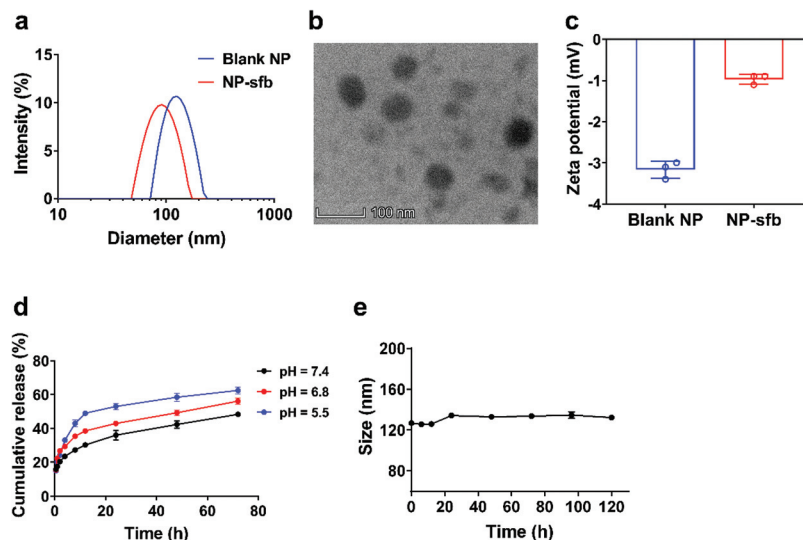 a
Intensity (%)
15
10
5
0
10
100
1000
Diameter (nm)
Blank NP
NP-sfb
b
100 nm
c
Zeta potential (mV)
0
-1
-2
-3
-4
Blank NP
NP-sfb
d
Cumulative release (%)
80
60
40
20
0
0
20
40
60
80
Time (h)
pH = 7.4
pH = 6.8
pH = 5.5
e
Size (nm)
200
160
120
80
0
20
40
60
80
100
120
Time (h)